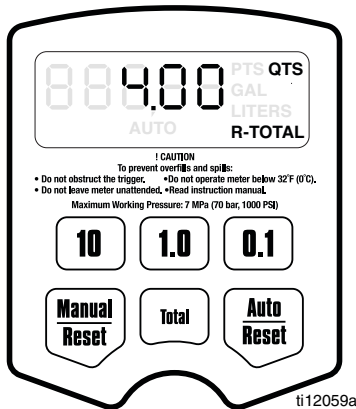 4.00 PTS QTS
GAL
LITERS
AUTO R-TOTAL
! CAUTION
To prevent overfills and spills:
• Do not obstruct the trigger. •Do not operate meter below 32˚F (0˚C).
• Do not leave meter unattended. •Read instruction manual.
Maximum Working Pressure: 7 MPa (70 bar, 1000 PSI)
10 1.0 0.1
Manual
Reset
Total
Auto
Reset
ti12059a